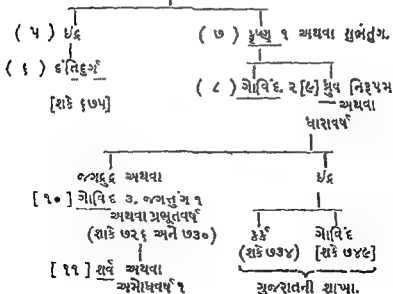 (૫) ઇંદ્ર (૭) કૃષ્ણ ૧ અથવા શુભતુંગ.
(૬) દંતિદુર્ગ (૮) ગોવિંદ. ૨ [૯] ધ્રુવ નિરૂપમ
[શકે ૬૭૫] અથવા
ધારાવર્ષ
જગદ્રુદ્ર અથવા ઇંદ્ર
[૧૦] ગોવિંદ ૩. જગત્તુંગ ૧
અથવા પ્રભૂતવર્ષ કર્ક ગોવિંદ
(શકે ૭૨૬ અને ૭૩૦) (શકે ૭૩૪) [શકે ૭૪૯]
[૧૧] શર્વ અથવા
અમોઘવર્ષ ૧ ગુજરાતની શાખા.